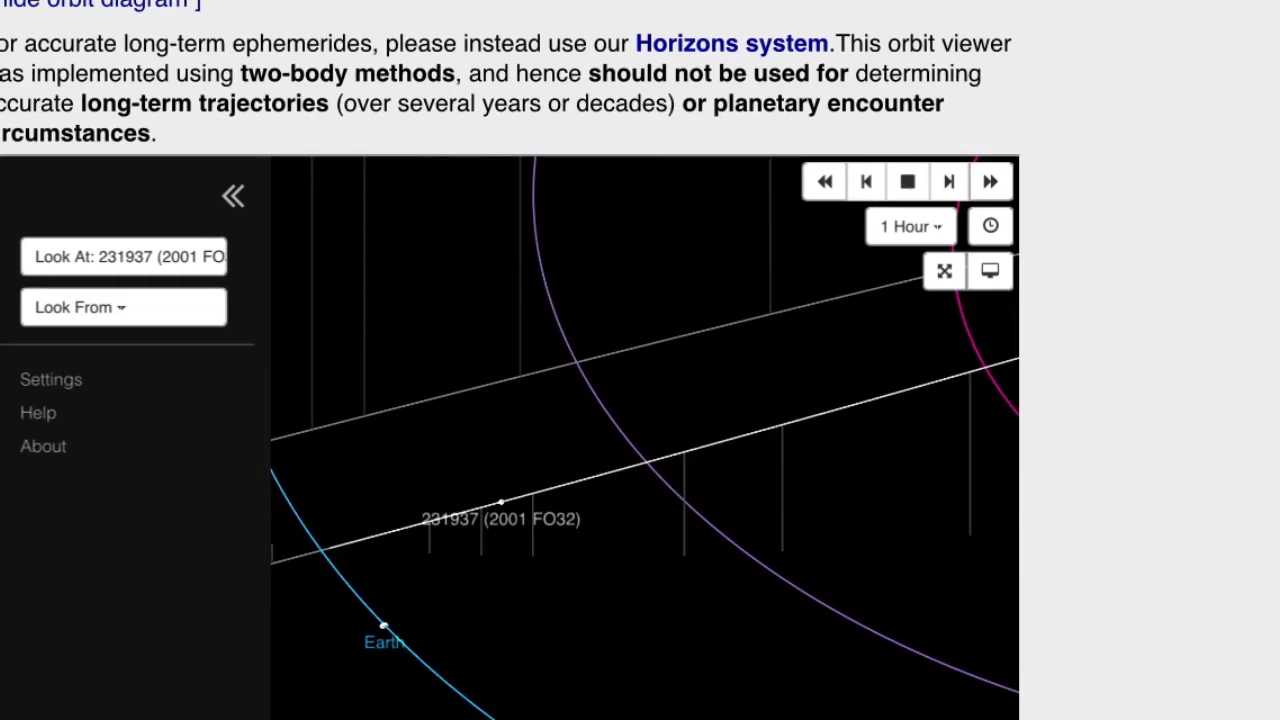 hide orbit diagram ]
or accurate long-term ephemerides, please instead use our Horizons system.This orbit viewer
as implemented using two-body methods, and hence should not be used for determining
ccurate long-term trajectories (over several years or decades) or planetary encounter
rcumstances.
Look At: 231937 (2001 FO
1 Hour
Look From
Settings
Help
About
231937 (2001 FO32)
Earth